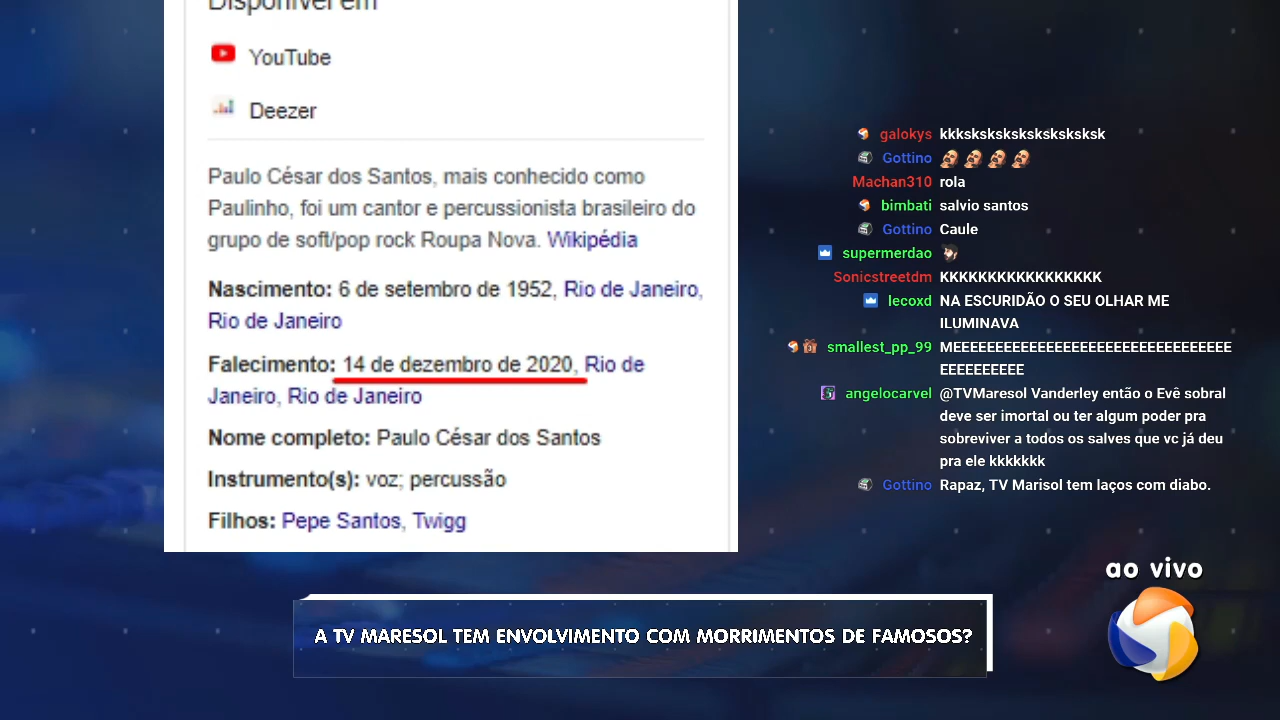 Disponível em
YouTube
Deezer
Paulo César dos Santos, mais conhecido como
Paulinho, foi um cantor e percussionista brasileiro do
grupo de soft/pop rock Roupa Nova. Wikipédia
Nascimento: 6 de setembro de 1952, Rio de Janeiro,
Rio de Janeiro
Falecimento: 14 de dezembro de 2020, Rio de
Janeiro, Rio de Janeiro
Nome completo: Paulo César dos Santos
Instrumento(s): voz; percussão
Filhos: Pepe Santos, Twigg
galokys kkksksksksksksksksk
Gottino
Machan310 rola
bimbati salvio santos
Gottino Caule
supermerdao
Sonicstreetdm KKKKKKKKKKKKKKKKK
lecoxd NA ESCURIDÃO O SEU OLHAR ME
ILUMINAVA
smallest_pp_99 MEEEEEEEEEEEEEEEEEEEEEEEEEEEEEEEE
EEEEEEEEEE
angelocarvel @TVMaresol Vanderley então o Evê sobral
deve ser imortal ou ter algum poder pra
sobreviver a todos os salves que vc já deu
pra ele kkkkkkk
Gottino Rapaz, TV Marisol tem laços com diabo.
ao vivo
A TV MARESOL TEM ENVOLVIMENTO COM MORRIMENTOS DE FAMOSOS?